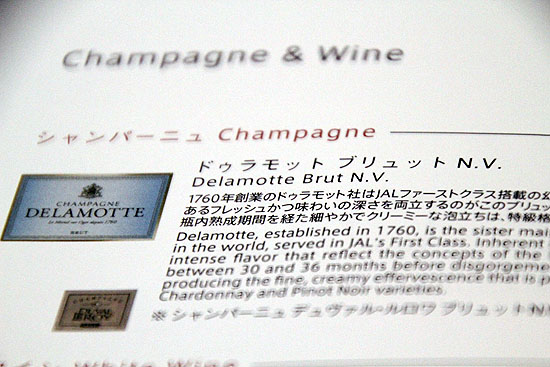 Champagne & Wine
シャンパーニュ Champagne
ドゥラモット ブリュット N.V.
Delamotte Brut N.V.
CHAMPAGNE
DELAMOTTE
BRUT
1760年創業のドゥラモット社はJALファーストクラス搭載の幻
あるフレッシュかつ味わいの深さを両立するのがこのブリュッ
瓶内熟成期間を経た細やかでクリーミーな泡立ちは、特級格
Delamotte, established in 1760, is the sister mai
in the world, served in JAL's First Class. Inherent
intense flavor that reflect the concepts of the
between 30 and 36 months before disgorgeme
producing the fine, creamy effervescence that is p
Chardonnay and Pinot Noir varieties.
※ シャンパーニュ デュヴァル・ルロワ ブリュット N
White Wine